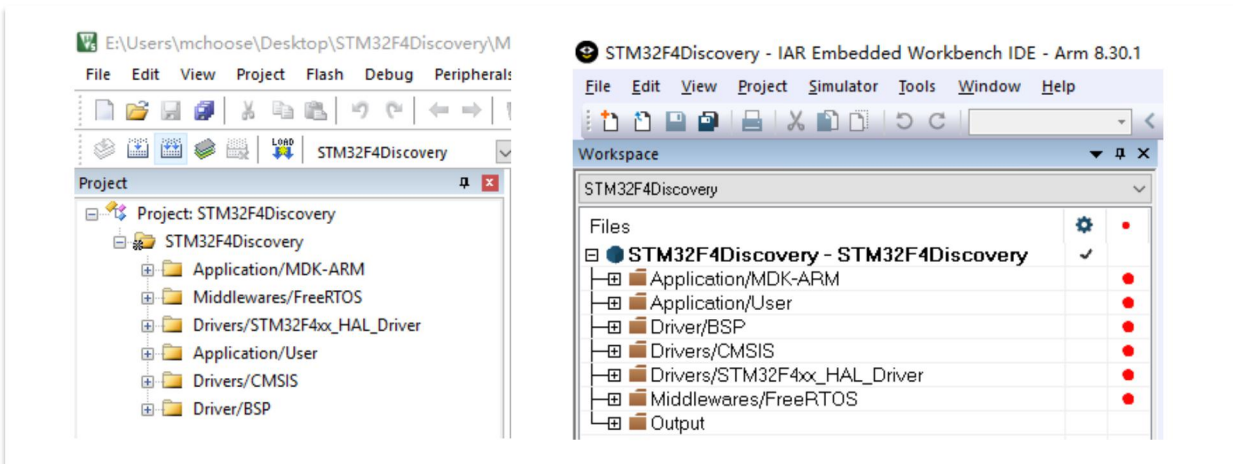 E:\Users\mchoose\Desktop\STM32F4Discovery\M
File Edit View Project Flash Debug Peripherals
LOAD STM32F4Discovery
Project
Project: STM32F4Discovery
STM32F4Discovery
Application/MDK-ARM
Middlewares/FreeRTOS
Drivers/STM32F4xx_HAL_Driver
Application/User
Drivers/CMSIS
Driver/BSP
STM32F4Discovery - IAR Embedded Workbench IDE - Arm 8.30.1
File Edit View Project Simulator Tools Window Help
Workspace
STM32F4Discovery
Files
STM32F4Discovery - STM32F4Discovery
Application/MDK-ARM
Application/User
Driver/BSP
Drivers/CMSIS
Drivers/STM32F4xx_HAL_Driver
Middlewares/FreeRTOS
Output